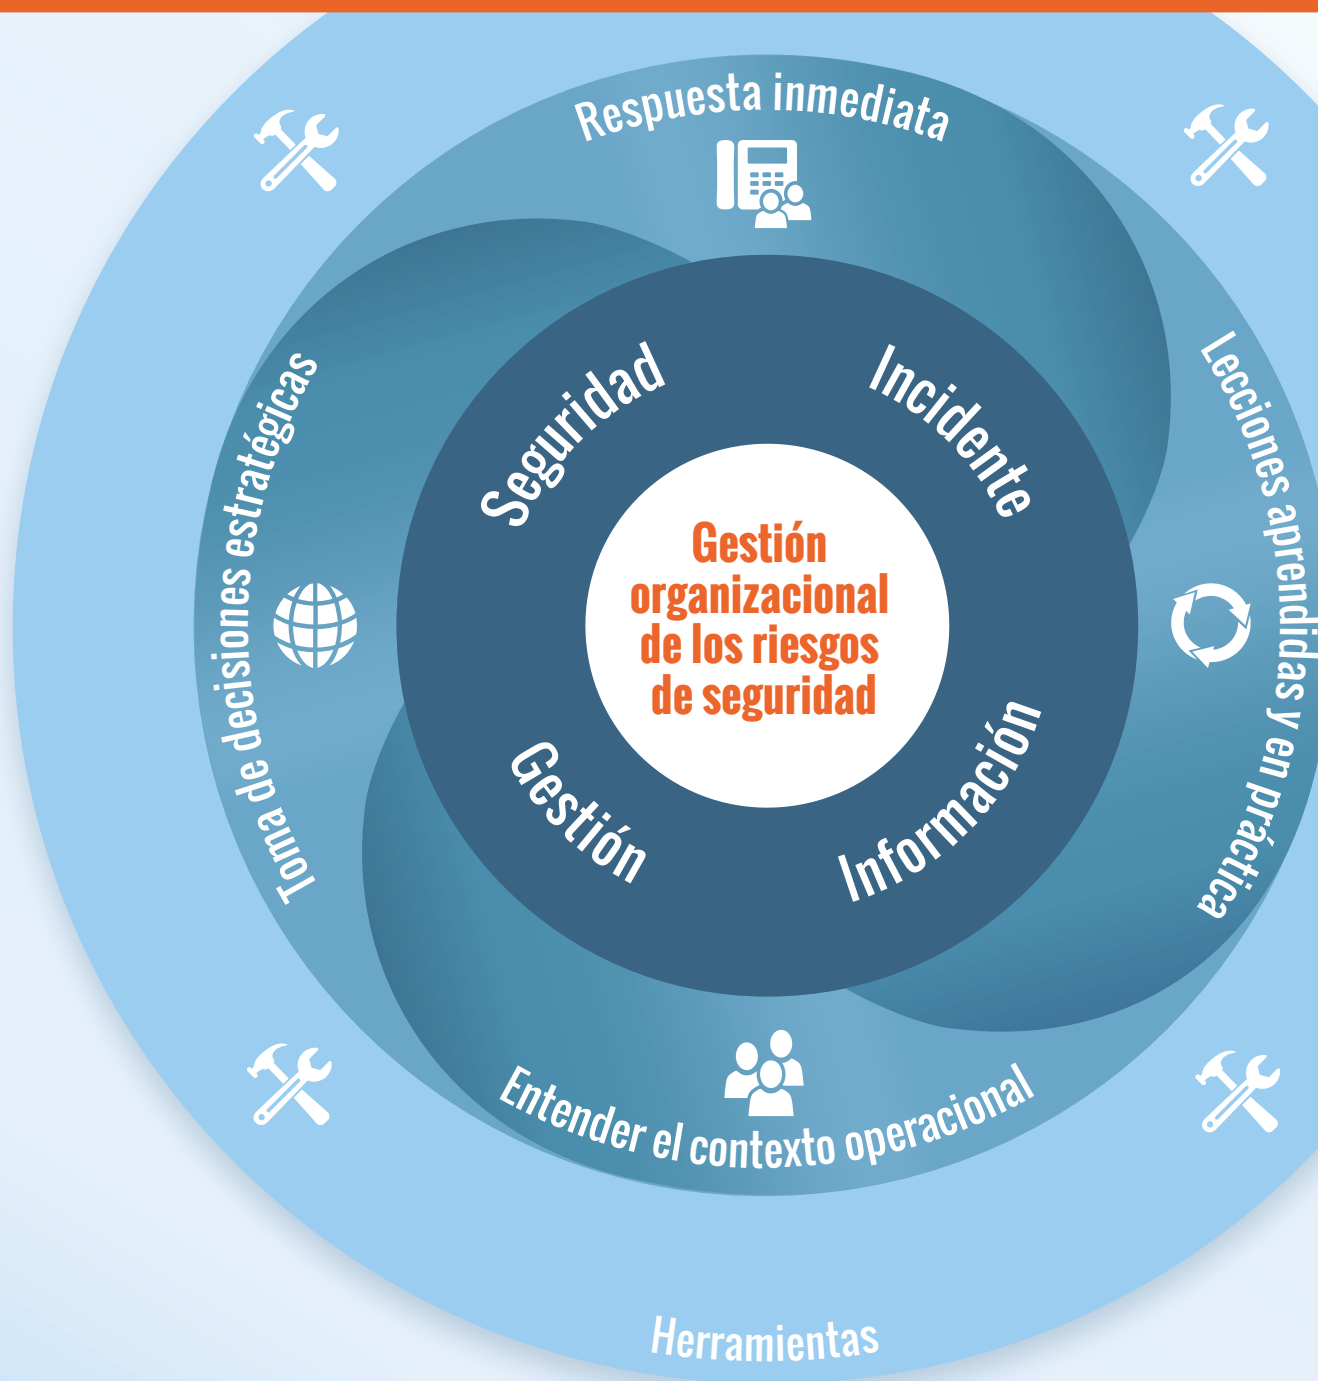 Respuesta inmediata
Lecciones aprendidas y en práctica
Entender el contexto operacional
Toma de decisiones estratégicas
Seguridad
Incidente
Información
Gestión
Gestión
organizacional
de los riesgos
de seguridad
Herramientas